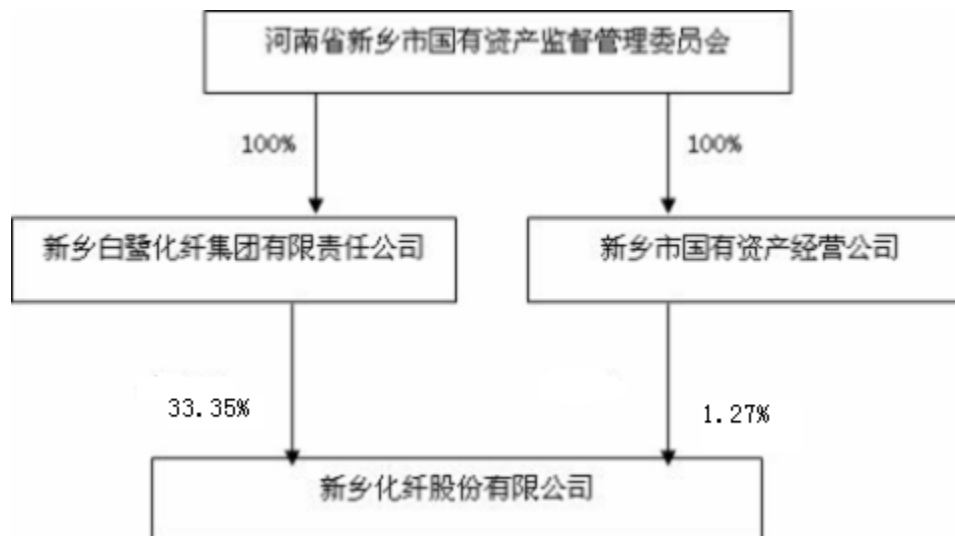 河南省新乡市国有资产监督管理委员会
100%
100%
新乡白鹭化纤集团有限责任公司
新乡市国有资产经营公司
33.35%
1.27%
新乡化纤股份有限公司